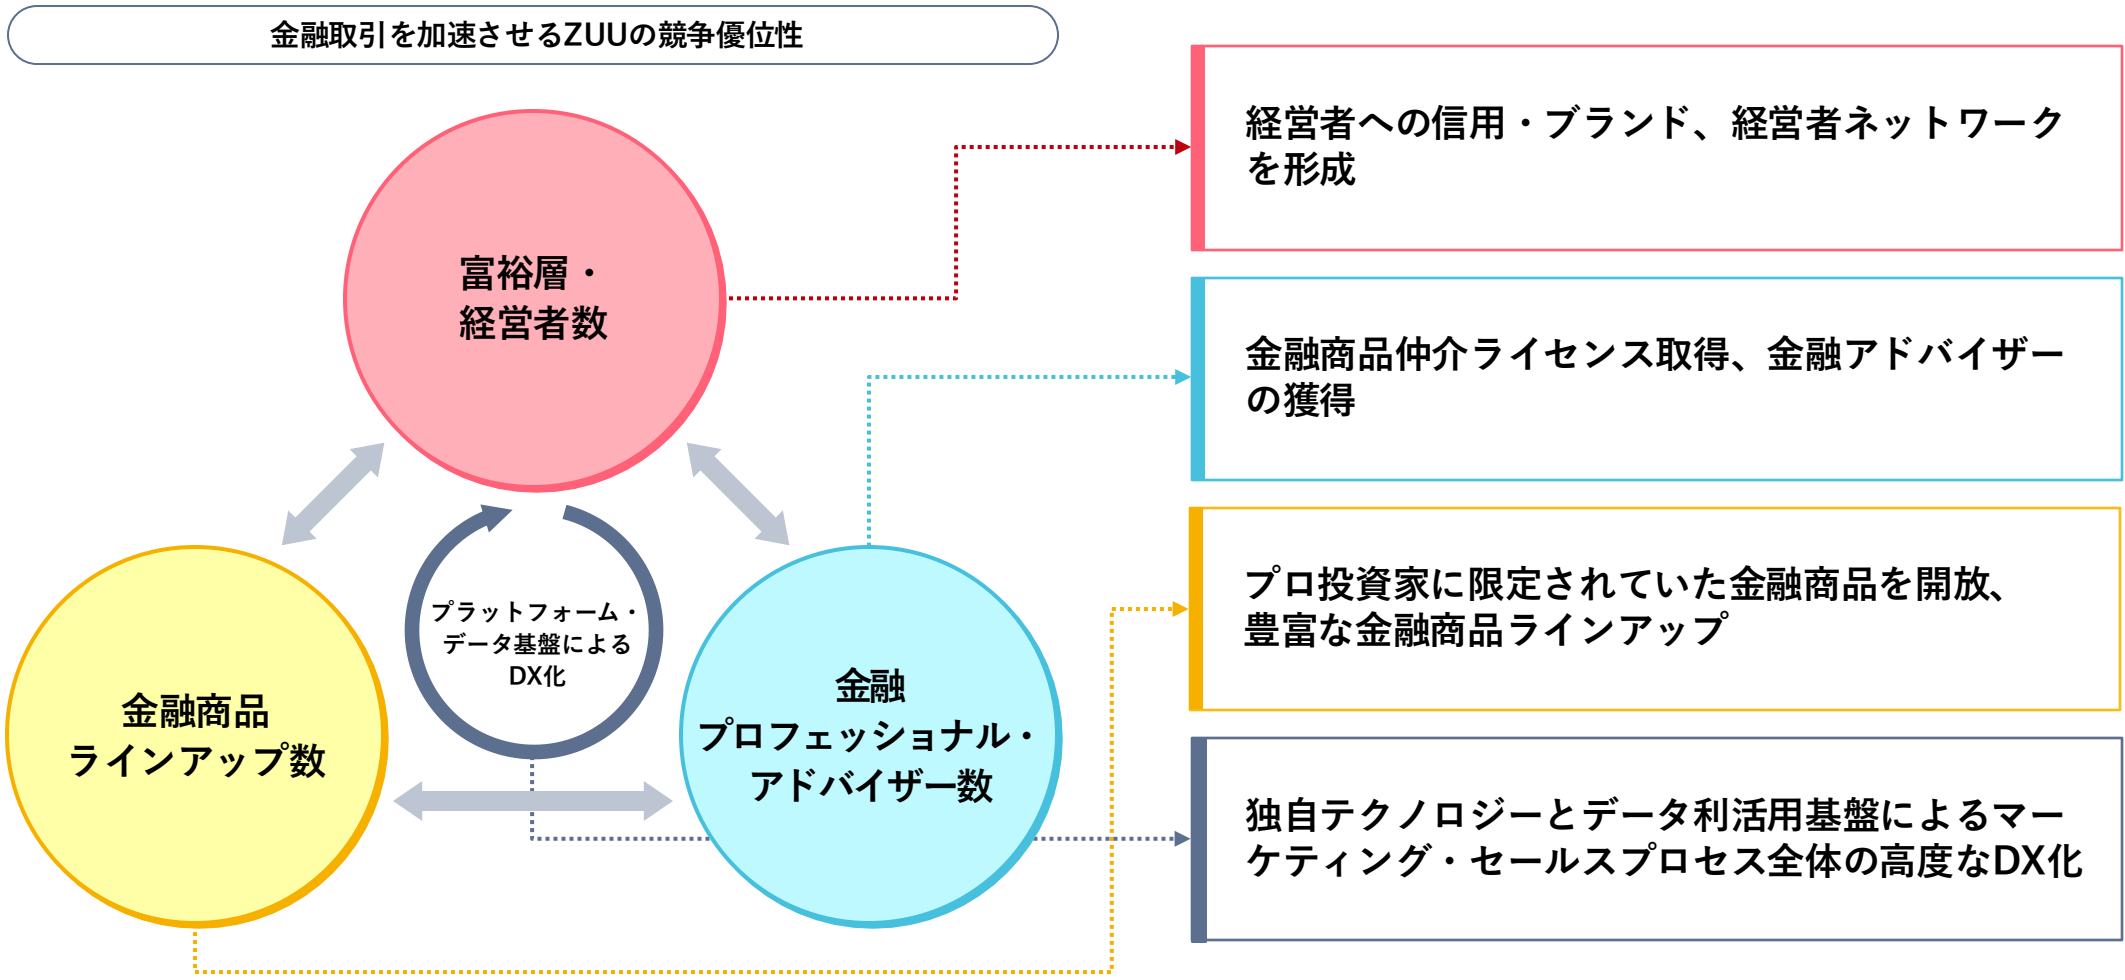 金融取引を加速させるZUUの競争優位性
富裕層・
経営者数
プラットフォーム・
データ基盤による
DX化
金融商品
ラインアップ数
金融
プロフェッショナル・
アドバイザー数
経営者への信用・ブランド、経営者ネットワーク
を形成
金融商品仲介ライセンス取得、金融アドバイザー
の獲得
プロ投資家に限定されていた金融商品を開放、
豊富な金融商品ラインアップ
独自テクノロジーとデータ利活用基盤によるマー
ケティング・セールスプロセス全体の高度なDX化